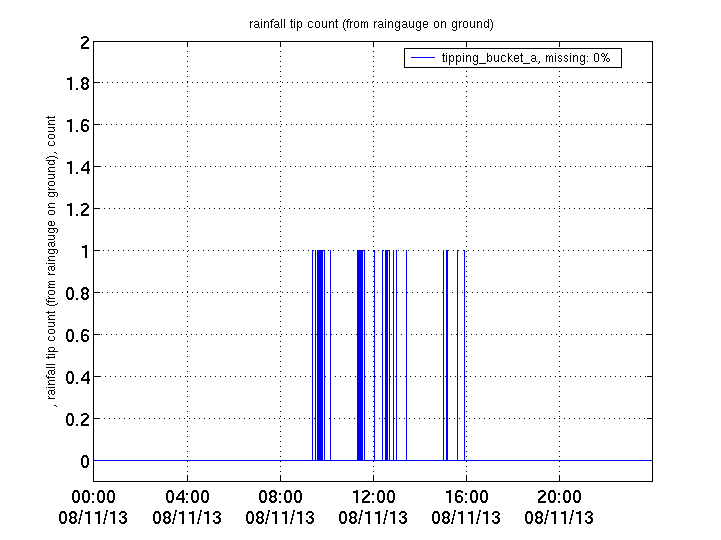 rainfall tip count (from raingauge on ground)
tipping_bucket_a, missing: 0%
, rainfall tip count (from raingauge on ground), count
2
1.8
1.6
1.4
1.2
1
0.8
0.6
0.4
0.2
0
00:00 04:00 08:00 12:00 16:00 20:00
08/11/13 08/11/13 08/11/13 08/11/13 08/11/13 08/11/13